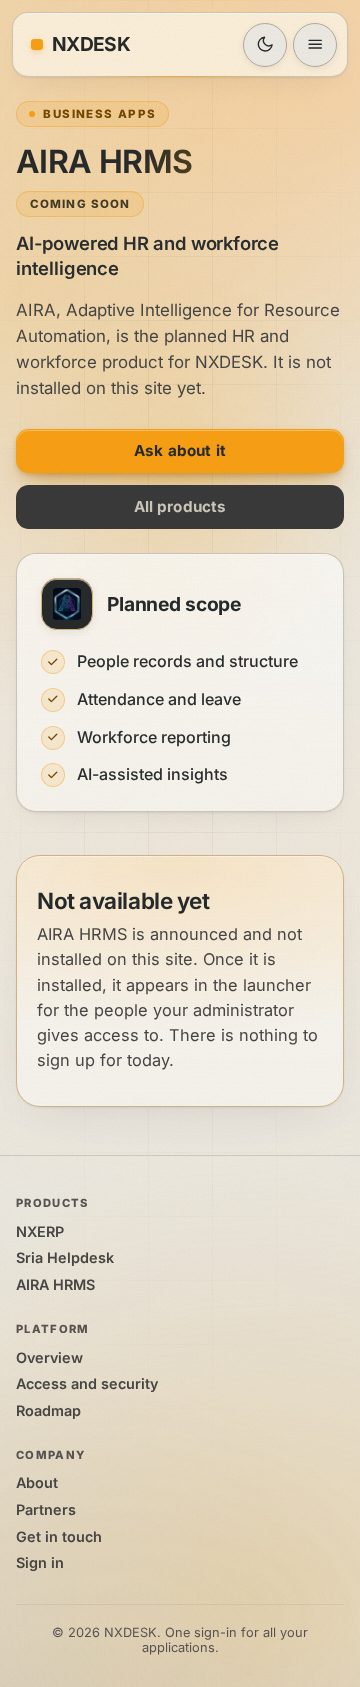 NXDESK
BUSINESS APPS
AIRA HRMS
COMING SOON
AI-powered HR and workforce
intelligence
AIRA, Adaptive Intelligence for Resource
Automation, is the planned HR and
workforce product for NXDESK. It is not
installed on this site yet.
Ask about it
All products
Planned scope
People records and structure
Attendance and leave
Workforce reporting
AI-assisted insights
Not available yet
AIRA HRMS is announced and not
installed on this site. Once it is
installed, it appears in the launcher
for the people your administrator
gives access to. There is nothing to
sign up for today.
PRODUCTS
NXERP
Sria Helpdesk
AIRA HRMS
PLATFORM
Overview
Access and security
Roadmap
COMPANY
About
Partners
Get in touch
Sign in
© 2026 NXDESK. One sign-in for all your
applications.